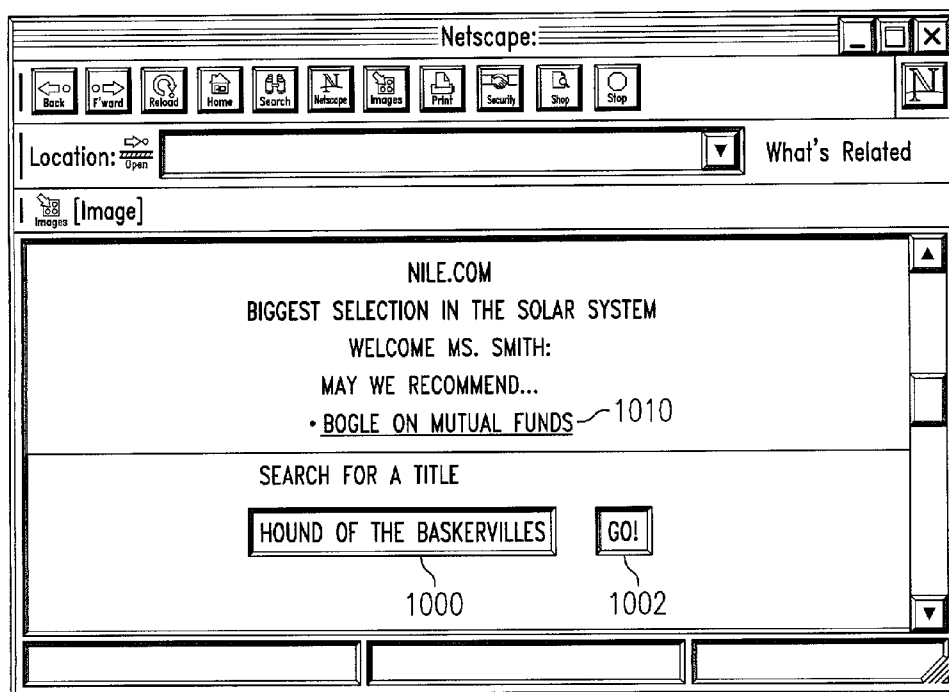 Netscape:
Back F'ward Reload Home Search Netscape Images Print Security Shop Stop N
Location: Open What's Related
Images [Image]
NILE.COM
BIGGEST SELECTION IN THE SOLAR SYSTEM
WELCOME MS. SMITH:
MAY WE RECOMMEND...
• BOGLE ON MUTUAL FUNDS 1010
SEARCH FOR A TITLE
HOUND OF THE BASKERVILLES GO!
1000 1002